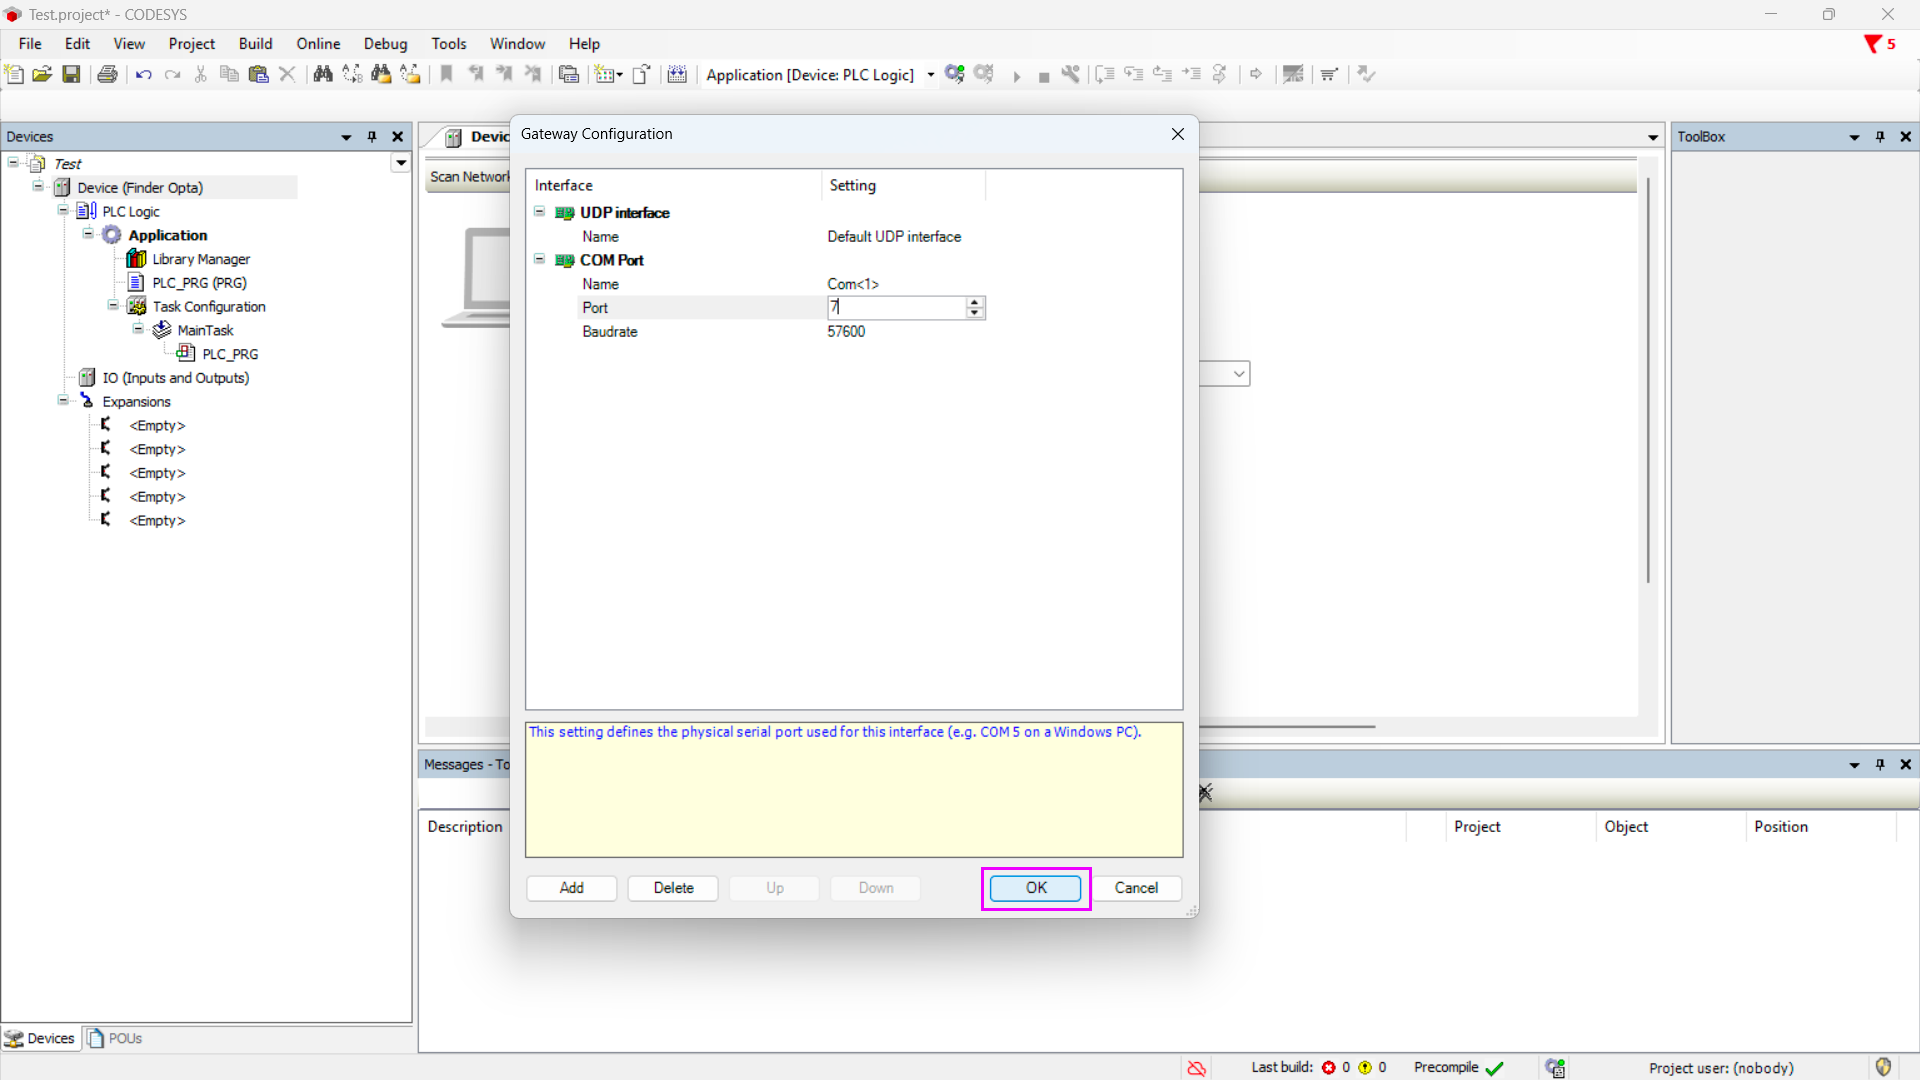 Test.project* - CODESYS
File Edit View Project Build Online Debug Tools Window Help
5
Application [Device: PLC Logic]
Devices
Test
Device (Finder Opta)
PLC Logic
Application
Library Manager
PLC_PRG (PRG)
Task Configuration
MainTask
PLC_PRG
IO (Inputs and Outputs)
Expansions
<Empty>
<Empty>
<Empty>
<Empty>
<Empty>
Devices POUs
Devic
Scan Network
Gateway Configuration
Interface Setting
UDP interface
Name Default UDP interface
COM Port
Name Com<1>
Port 7
Baudrate 57600
This setting defines the physical serial port used for this interface (e.g. COM 5 on a Windows PC).
Add Delete Up Down OK Cancel
ToolBox
Messages - To
Description Project Object Position
Last build: 0 0 Precompile Project user: (nobody)